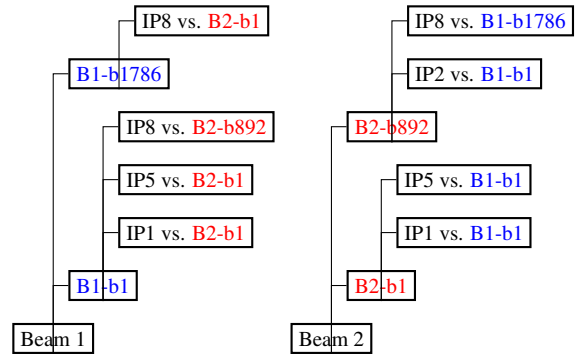 IP8 vs. B2-b1
B1-b1786
IP8 vs. B2-b892
IP5 vs. B2-b1
IP1 vs. B2-b1
B1-b1
Beam 1
IP8 vs. B1-b1786
IP2 vs. B1-b1
B2-b892
IP5 vs. B1-b1
IP1 vs. B1-b1
B2-b1
Beam 2